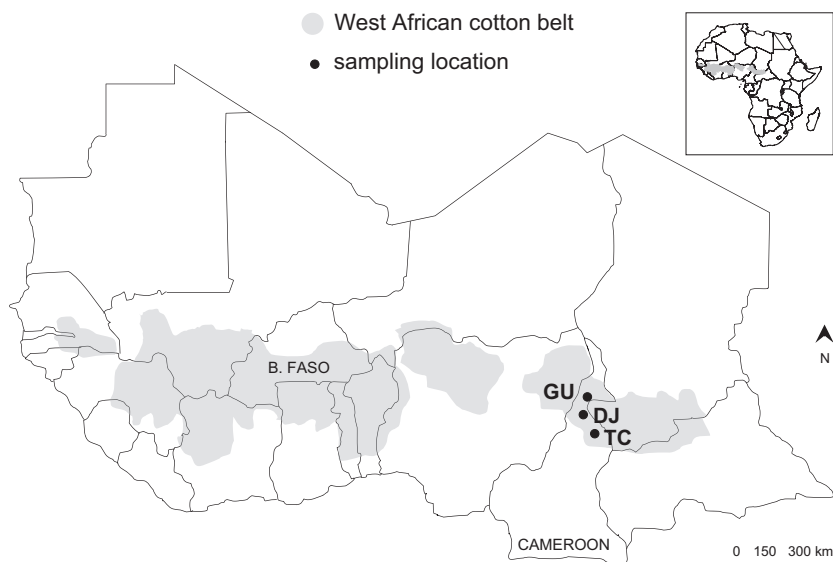 West African cotton belt
sampling location
B. FASO
GU
DJ
TC
N
CAMEROON
0 150 300 km